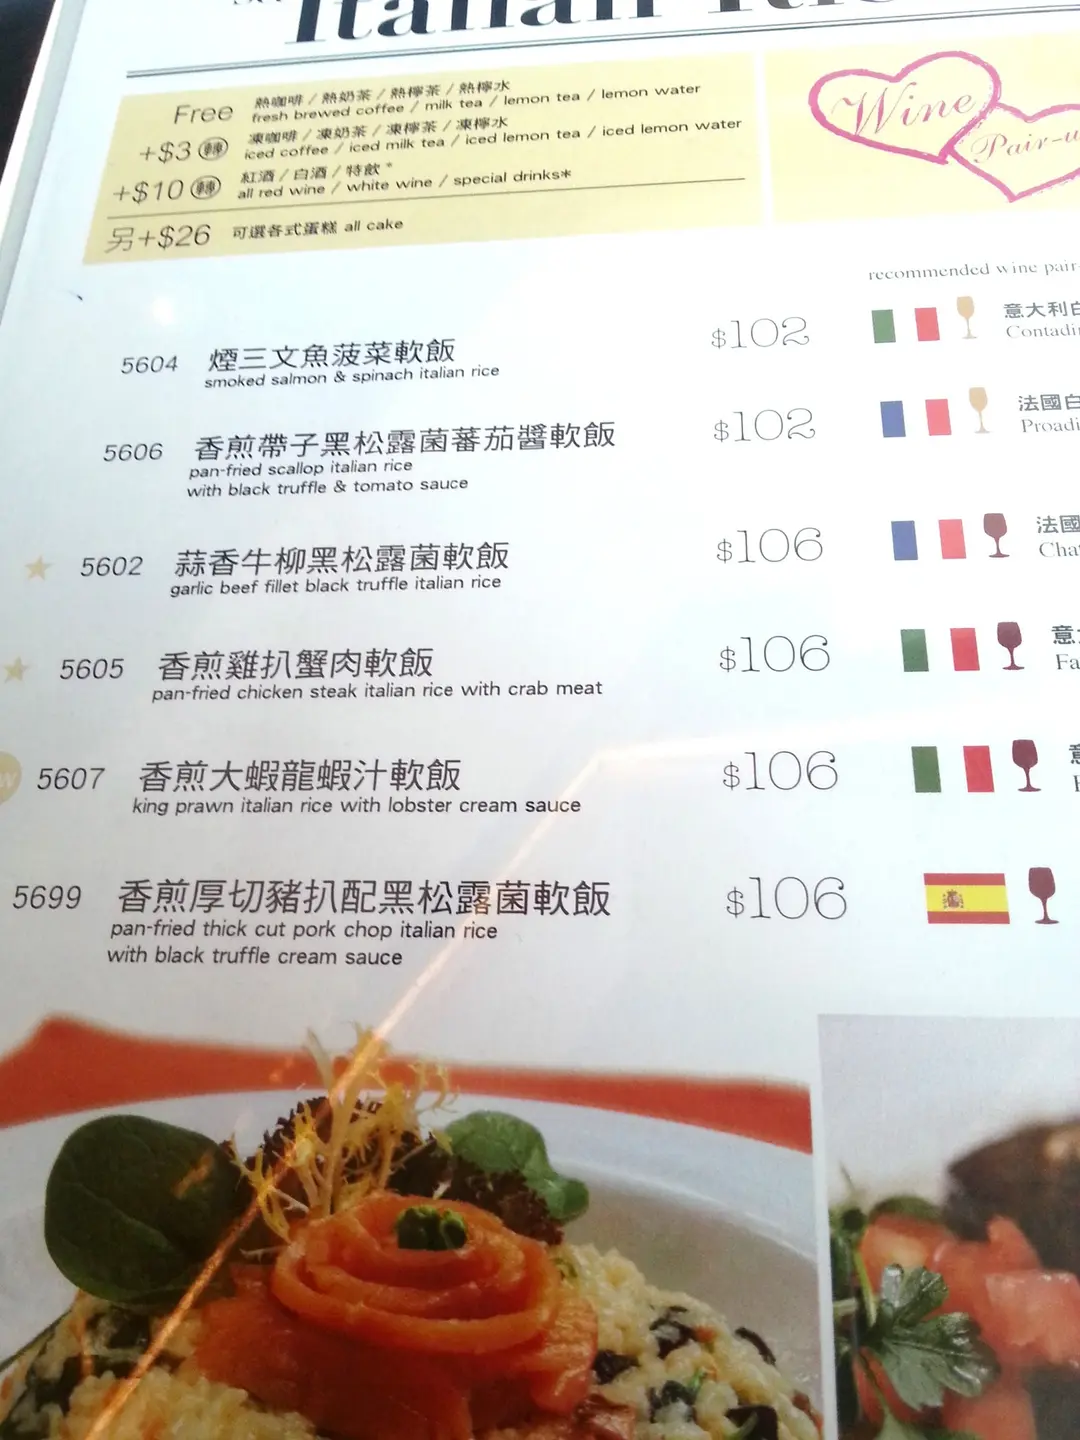 Italian
Free 熱咖啡 / 熱奶茶 / 熱檸茶 / 熱檸水
fresh brewed coffee / milk tea / lemon tea / lemon water
+$3 轉 凍咖啡 / 凍奶茶 / 凍檸茶 / 凍檸水
iced coffee / iced milk tea / iced lemon tea / iced lemon water
+$10 轉 紅酒 / 白酒 / 特飲 *
all red wine / white wine / special drinks*
另+$26 可選各式蛋糕 all cake
Wine
Pair-u
recommended wine pair-
5604 煙三文魚菠菜軟飯 $102 意大利白
smoked salmon & spinach italian rice Contadi
5606 香煎帶子黑松露菌蕃茄醬軟飯 $102 法國白
pan-fried scallop italian rice Proadi
with black truffle & tomato sauce
5602 蒜香牛柳黑松露菌軟飯 $106 法國
garlic beef fillet black truffle italian rice Cha
5605 香煎雞扒蟹肉軟飯 $106 意
pan-fried chicken steak italian rice with crab meat Fa
5607 香煎大蝦龍蝦汁軟飯 $106
king prawn italian rice with lobster cream sauce
5699 香煎厚切豬扒配黑松露菌軟飯 $106
pan-fried thick cut pork chop italian rice
with black truffle cream sauce